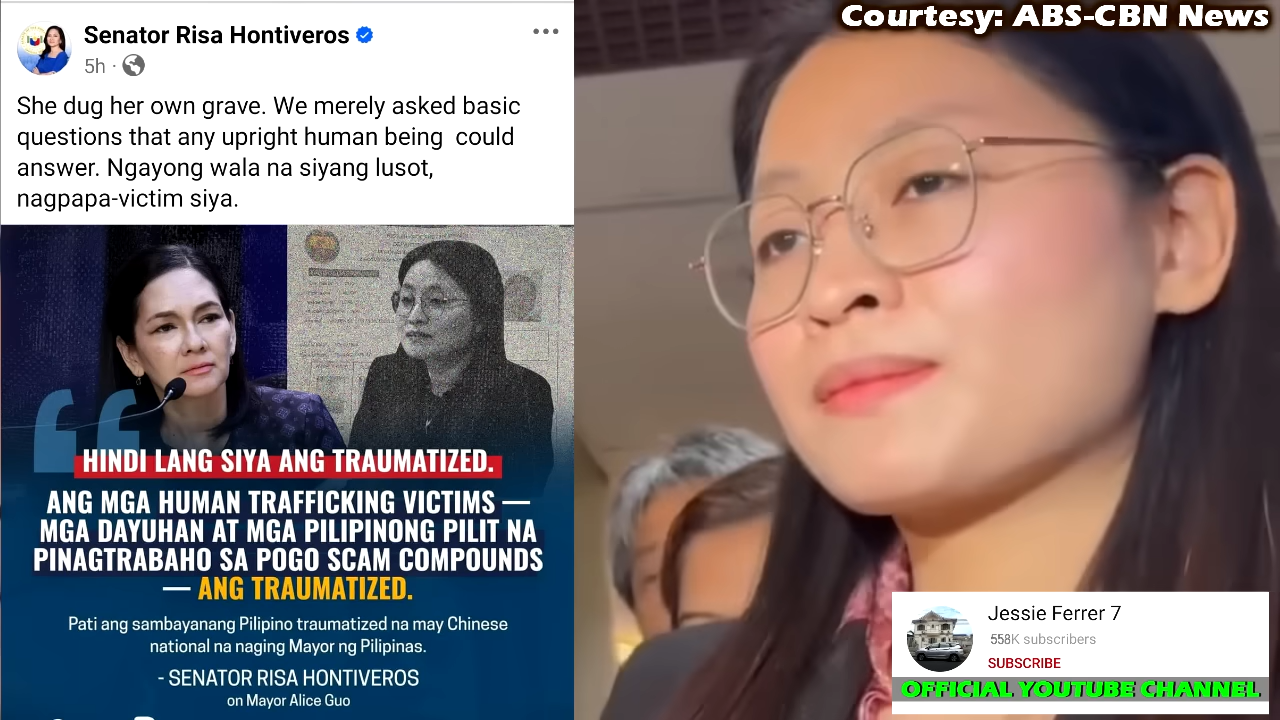 Courtesy: ABS-CBN News
Senator Risa Hontiveros
5h ·
She dug her own grave. We merely asked basic
questions that any upright human being could
answer. Ngayong wala na siyang lusot,
nagpapa-victim siya.
HINDI LANG SIYA ANG TRAUMATIZED.
ANG MGA HUMAN TRAFFICKING VICTIMS —
MGA DAYUHAN AT MGA PILIPINONG PILIT NA
PINAGTRABAHO SA POGO SCAM COMPOUNDS
— ANG TRAUMATIZED.
Pati ang sambayanang Pilipino traumatized na may Chinese
national na naging Mayor ng Pilipinas.
- SENATOR RISA HONTIVEROS
on Mayor Alice Guo
Jessie Ferrer 7
558K subscribers
SUBSCRIBE
OFFICIAL YOUTUBE CHANNEL